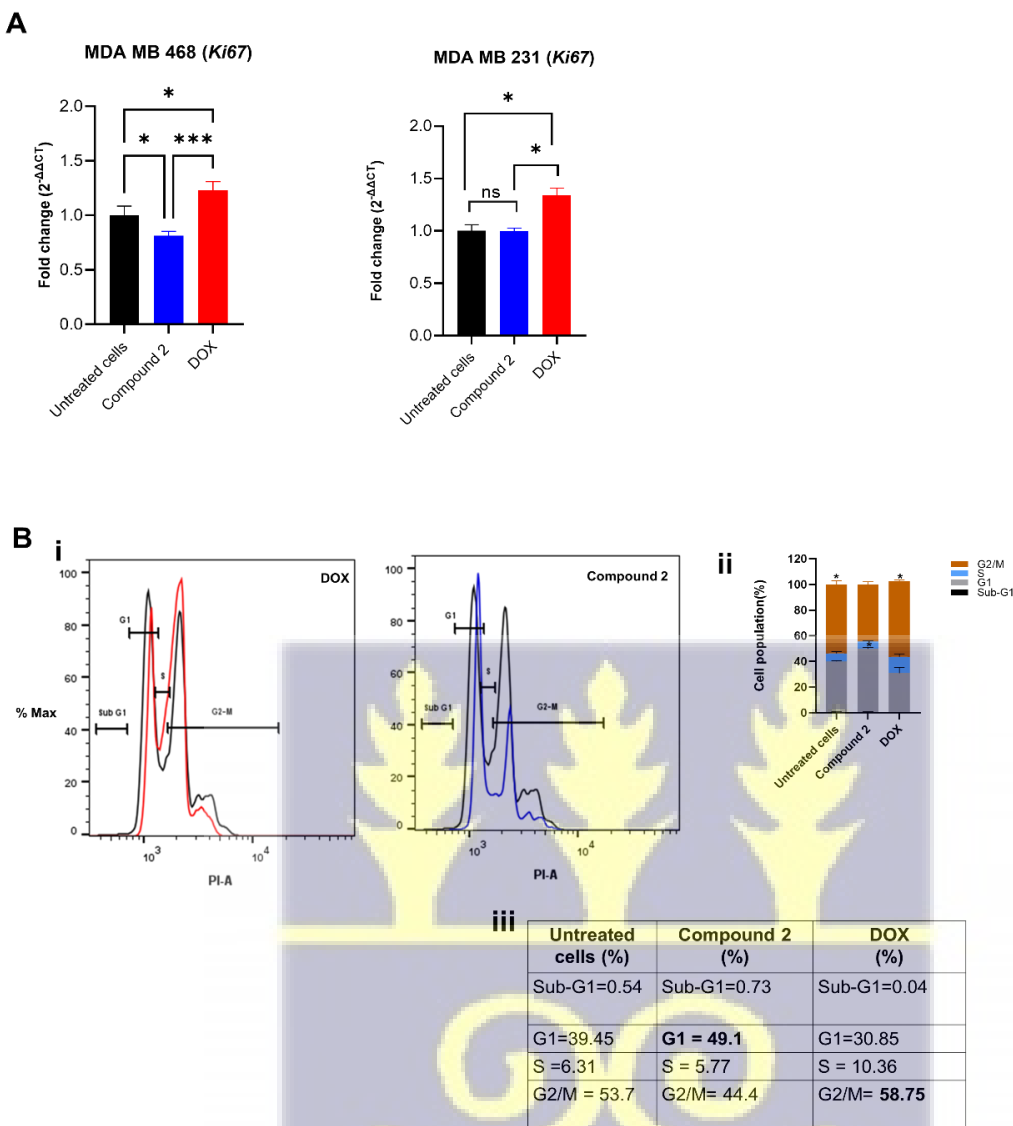 A
MDA MB 468 (Ki67)
Fold change (2-ΔΔCT)
2.0
1.5
1.0
0.5
0.0
*
*
***
Untreated cells
Compound 2
DOX
MDA MB 231 (Ki67)
Fold change (2-ΔΔCT)
2.0
1.5
1.0
0.5
0.0
*
*
ns
Untreated cells
Compound 2
DOX
B
i
% Max
100
80
60
40
20
0
DOX
G1
S
Sub G1
G2-M
10³
10⁴
PI-A
100
80
60
40
20
0
Compound 2
G1
S
Sub G1
G2-M
10³
10⁴
PI-A
ii
Cell population(%)
120
100
80
60
40
20
0
*
*
*
Untreated cells
Compound 2
DOX
G2/M
S
G1
Sub-G1
iii
Untreated cells (%)
Compound 2 (%)
DOX (%)
Sub-G1=0.54
Sub-G1=0.73
Sub-G1=0.04
G1=39.45
G1 = 49.1
G1=30.85
S =6.31
S = 5.77
S = 10.36
G2/M = 53.7
G2/M= 44.4
G2/M= 58.75